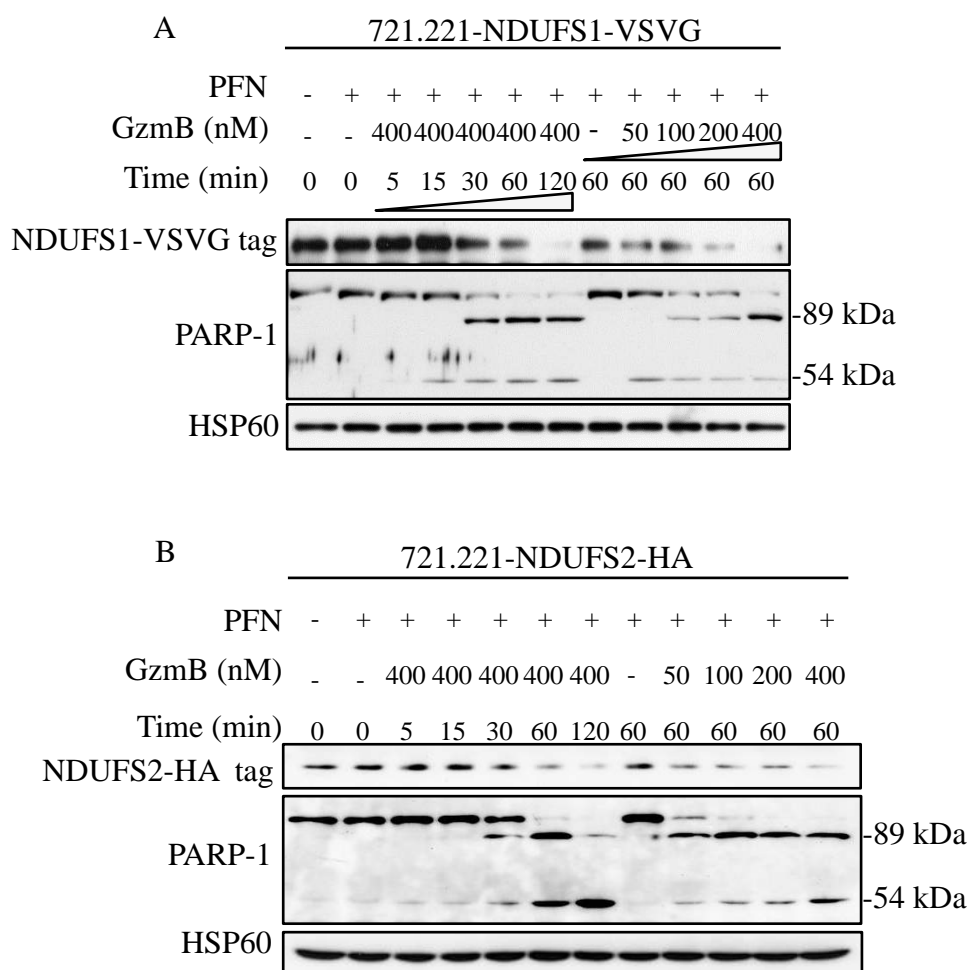 A
721.221-NDUFS1-VSVG
PFN - + + + + + + + + + + +
GzmB (nM) - - 400 400 400 400 400 - 50 100 200 400
Time (min) 0 0 5 15 30 60 120 60 60 60 60 60
NDUFS1-VSVG tag
PARP-1
-89 kDa
-54 kDa
HSP60
B
721.221-NDUFS2-HA
PFN - + + + + + + + + + + +
GzmB (nM) - - 400 400 400 400 400 - 50 100 200 400
Time (min) 0 0 5 15 30 60 120 60 60 60 60 60
NDUFS2-HA tag
PARP-1
-89 kDa
-54 kDa
HSP60